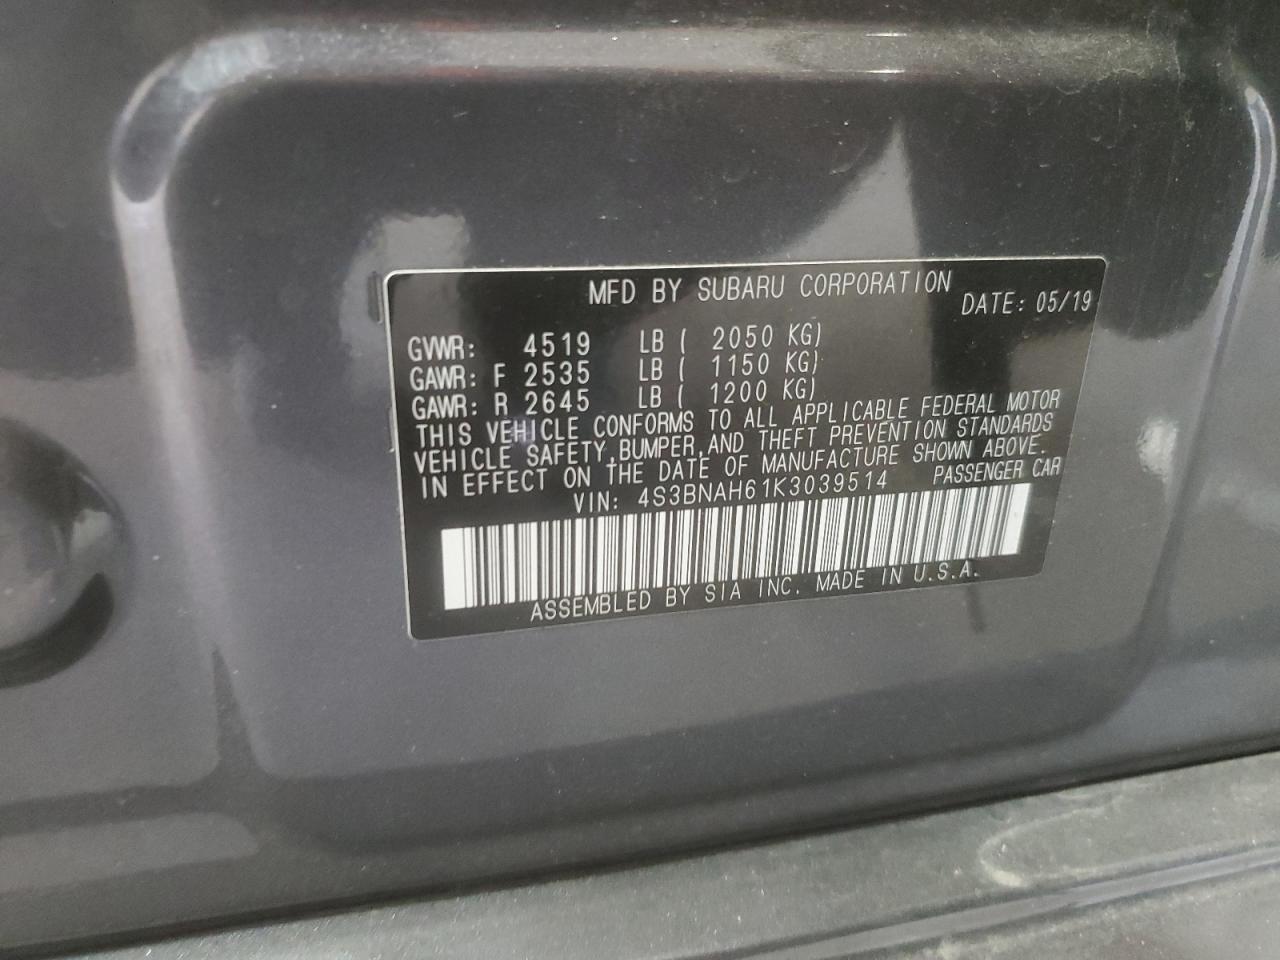 MFD BY SUBARU CORPORATION
DATE: 05/19
GVWR: 4519 LB ( 2050 KG)
GAWR: F 2535 LB ( 1150 KG)
GAWR: R 2645 LB ( 1200 KG)
THIS VEHICLE CONFORMS TO ALL APPLICABLE FEDERAL MOTOR
VEHICLE SAFETY, BUMPER, AND THEFT PREVENTION STANDARDS
IN EFFECT ON THE DATE OF MANUFACTURE SHOWN ABOVE.
VIN: 4S3BNAH61K3039514 PASSENGER CAR
ASSEMBLED BY SIA INC. MADE IN U.S.A.